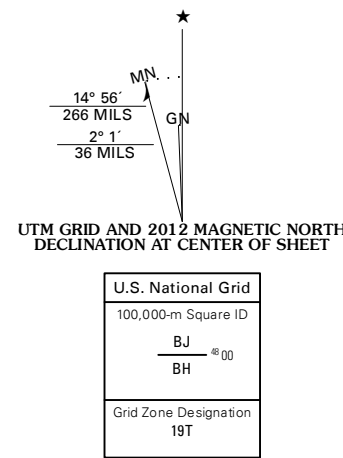 ★
MN
GN
14° 56´
266 MILS
2° 1´
36 MILS
UTM GRID AND 2012 MAGNETIC NORTH
DECLINATION AT CENTER OF SHEET
U.S. National Grid
100,000-m Square ID
BJ
BH
48 00
Grid Zone Designation
19T